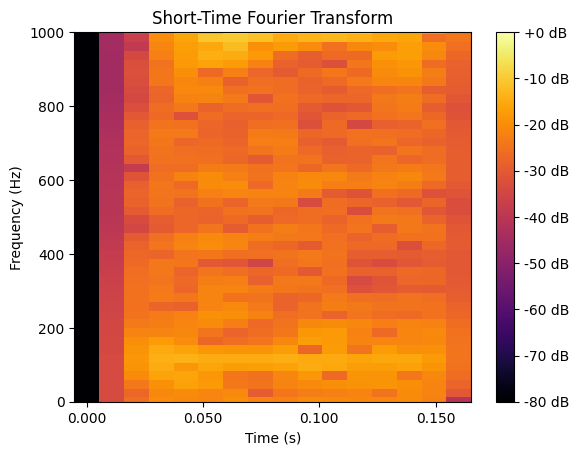 Short-Time Fourier Transform
1000
800
600
400
200
0
Frequency (Hz)
0.000
0.050
0.100
0.150
Time (s)
+0 dB
-10 dB
-20 dB
-30 dB
-40 dB
-50 dB
-60 dB
-70 dB
-80 dB